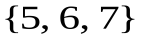 {5, 6, 7}